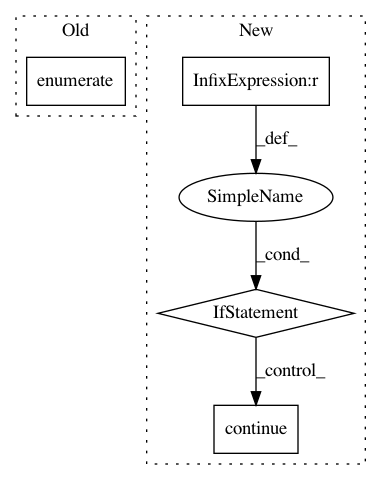 Old
New
enumerate
InfixExpression:r
_def_
SimpleName
_cond_
IfStatement
_control_
continue